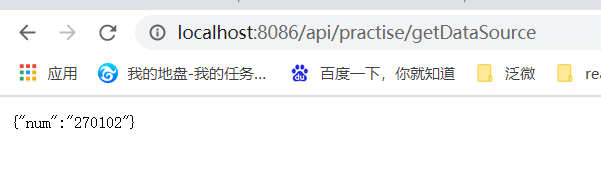 localhost:8086/api/practise/getDataSource
应用 我的地盘-我的任务... 百度一下，你就知道 泛微
{"num":"270102"}